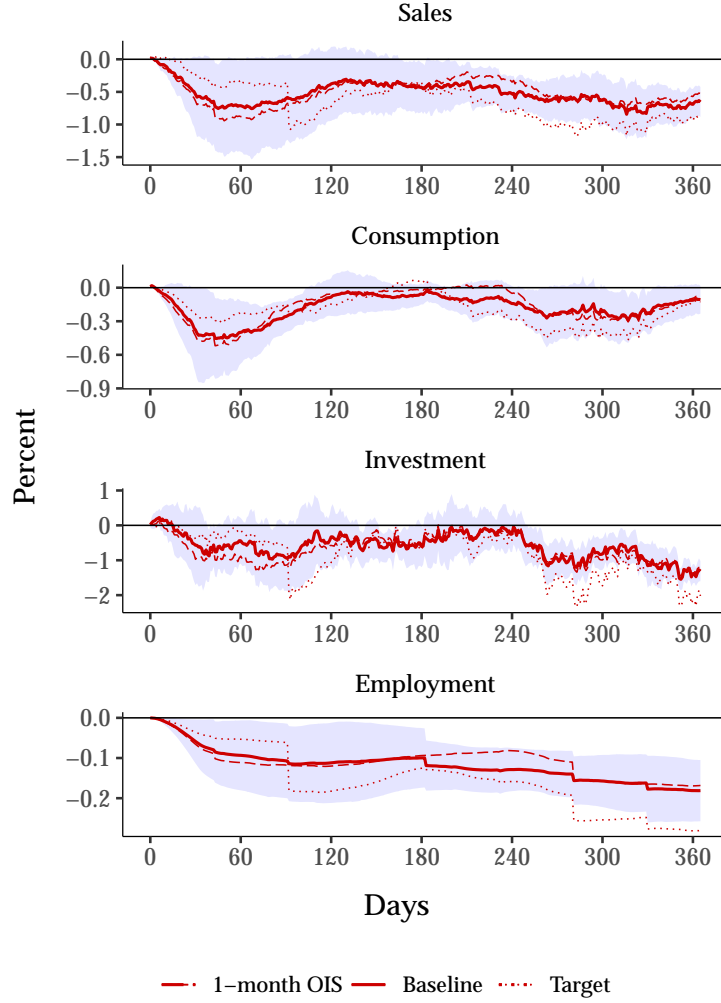 Sales
0.0
−0.5
−1.0
−1.5
0 60 120 180 240 300 360
Consumption
0.0
−0.3
−0.6
−0.9
0 60 120 180 240 300 360
Percent
Investment
1
0
−1
−2
0 60 120 180 240 300 360
Employment
0.0
−0.1
−0.2
0 60 120 180 240 300 360
Days
1−month OIS Baseline Target